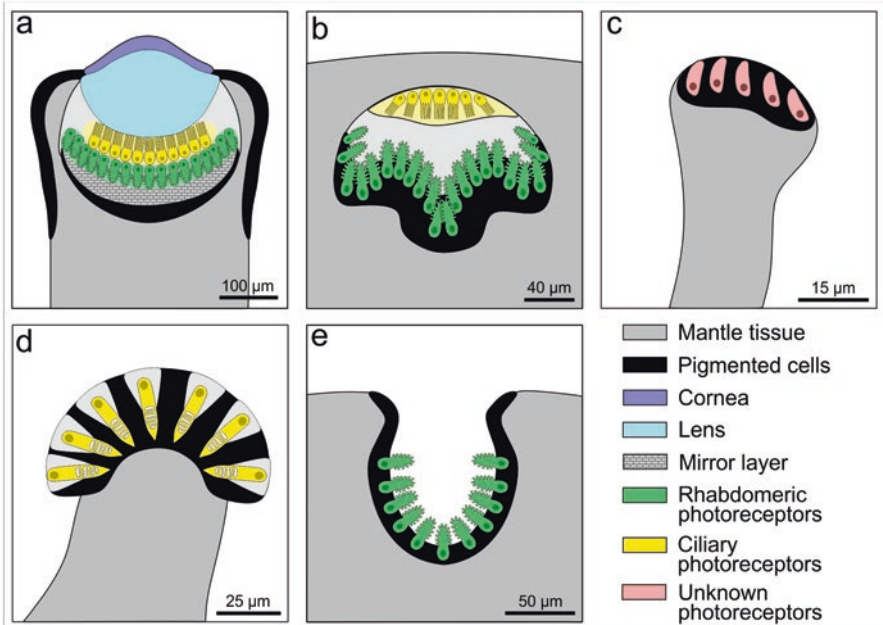 a
b
c
100 µm
40 µm
15 µm
d
e
25 µm
50 µm
Mantle tissue
Pigmented cells
Cornea
Lens
Mirror layer
Rhabdomeric
photoreceptors
Ciliary
photoreceptors
Unknown
photoreceptors